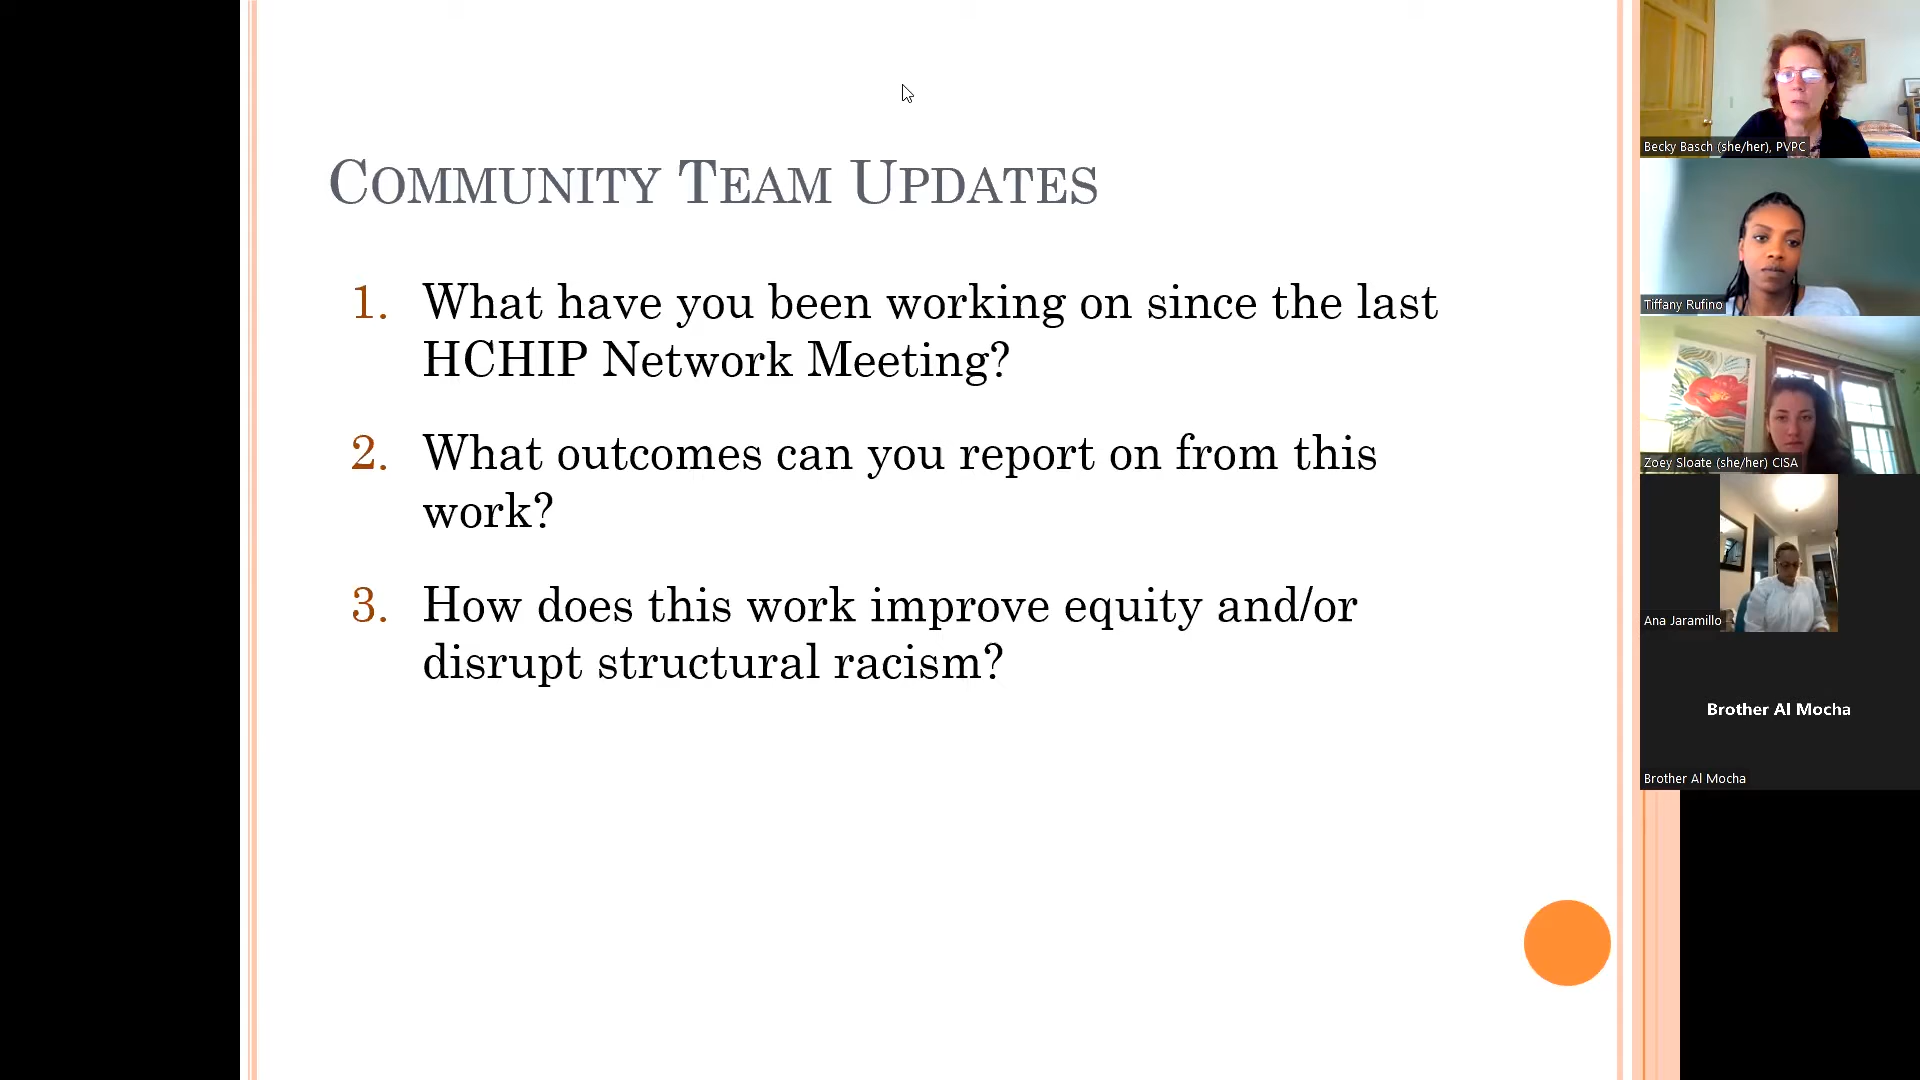 Community Team Updates
1. What have you been working on since the last
HCHIP Network Meeting?
2. What outcomes can you report on from this
work?
3. How does this work improve equity and/or
disrupt structural racism?
Becky Basch (she/her), PVPC
Tiffany Rufino
Zoey Sloate (she/her) CISA
Ana Jaramillo
Brother Al Mocha
Brother Al Mocha